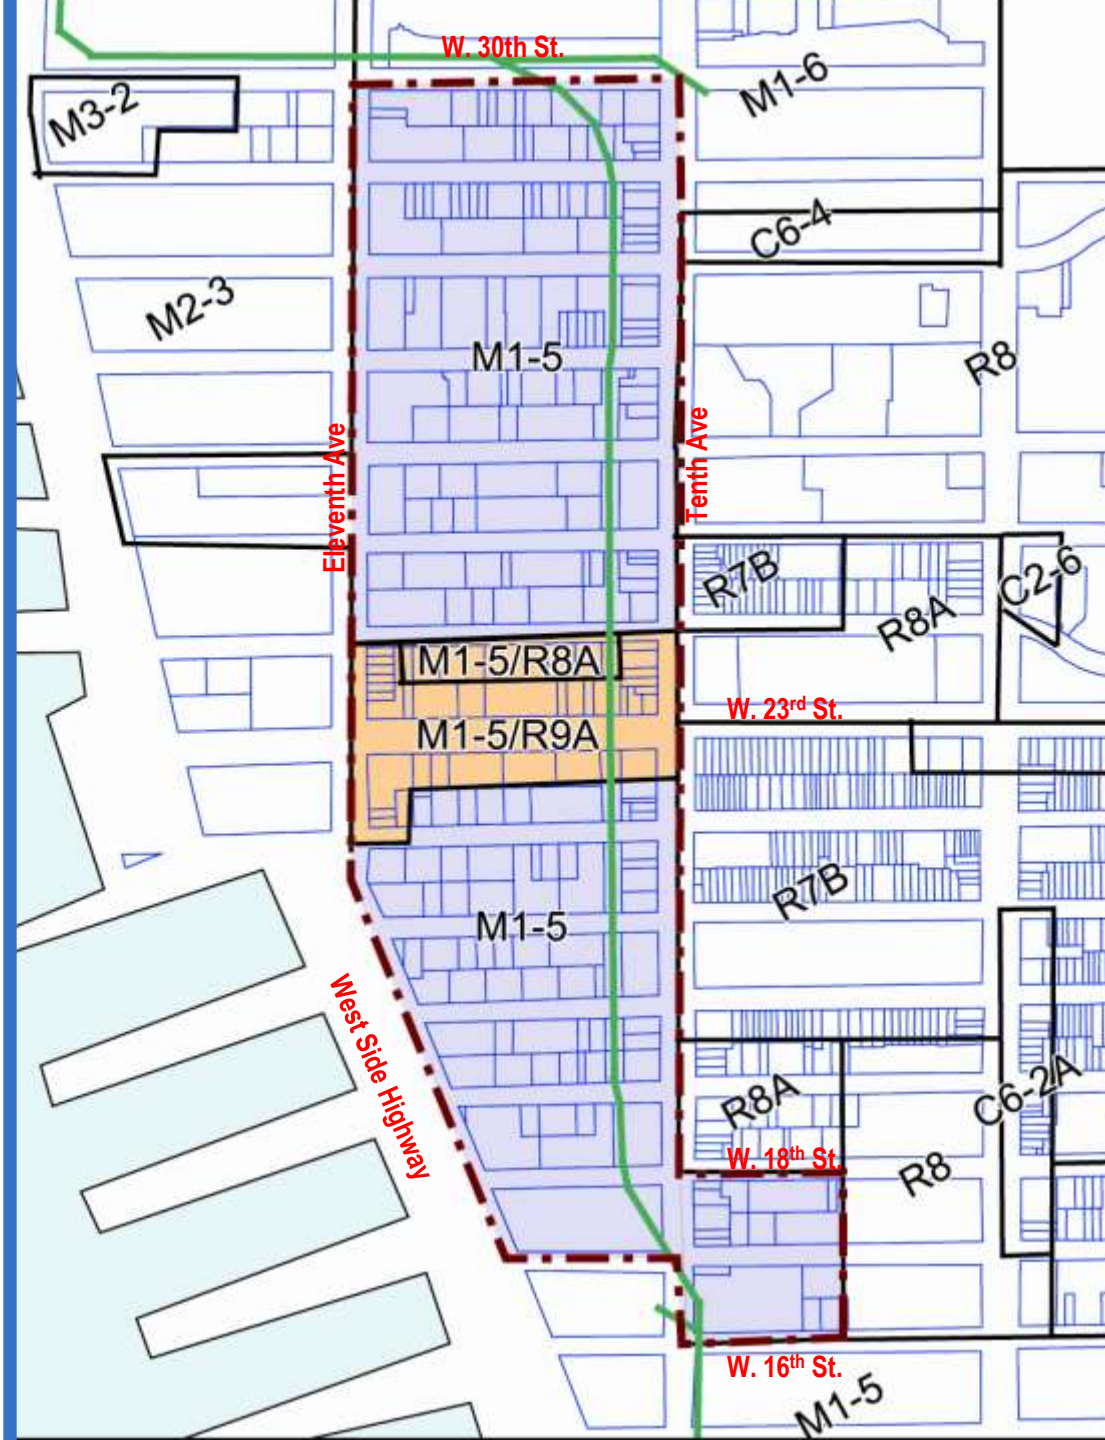 W. 30th St.
M3-2
M1-6
C6-4
M2-3
M1-5
R8
Eleventh Ave
Tenth Ave
R7B
C2-6
R8A
M1-5/R8A
W. 23rd St.
M1-5/R9A
R7B
M1-5
West Side Highway
R8A
C6-2A
W. 18th St.
R8
W. 16th St.
M1-5